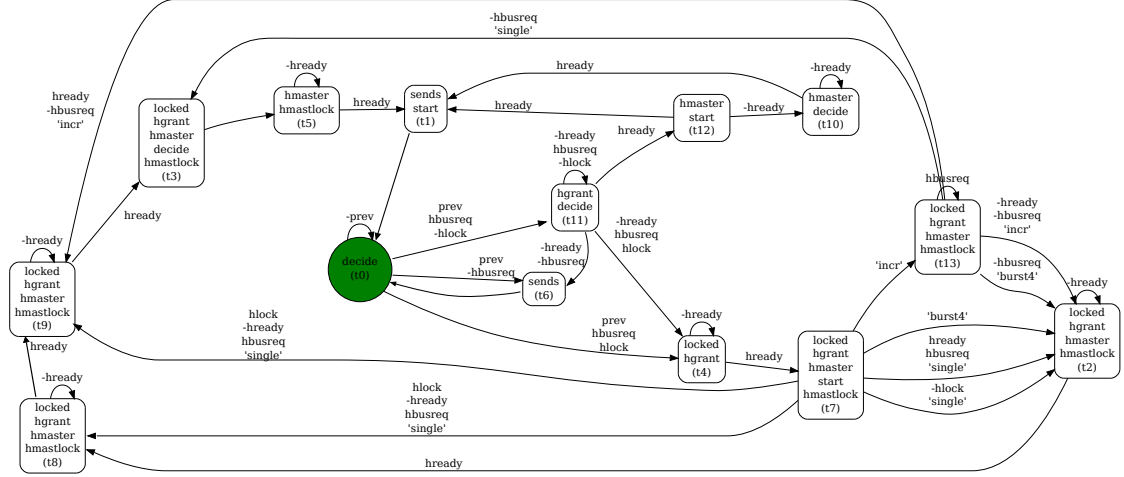 -hbusreq
'single'
-hready
hready
-hready
hready
-hbusreq
'incr'
locked
hgrant
hmaster
decide
hmastlock
(t3)
hmaster
hmastlock
(t5)
hready
sends
start
(t1)
hready
hmaster
start
(t12)
-hready
hmaster
decide
(t10)
-hready
hbusreq
-hlock
hready
hready
-prev
prev
hbusreq
-hlock
hgrant
decide
(t11)
-hready
hbusreq
hlock
hbusreq
locked
hgrant
hmaster
hmastlock
(t13)
-hready
-hbusreq
'incr'
-hready
locked
hgrant
hmaster
hmastlock
(t9)
decide
(t0)
prev
-hbusreq
-hready
-hbusreq
sends
(t6)
'incr'
-hbusreq
'burst4'
-hready
locked
hgrant
hmaster
hmastlock
(t2)
hlock
-hready
hbusreq
'single'
prev
hbusreq
hlock
-hready
locked
hgrant
(t4)
hready
locked
hgrant
hmaster
start
hmastlock
(t7)
'burst4'
hready
hbusreq
'single'
-hlock
'single'
hready
-hready
locked
hgrant
hmaster
hmastlock
(t8)
hlock
-hready
hbusreq
'single'
hready